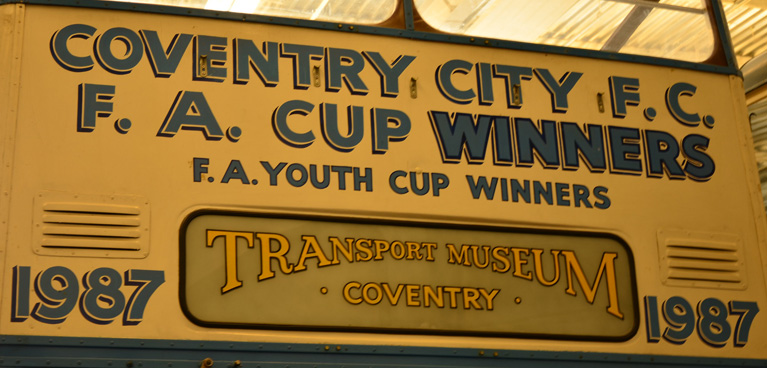 COVENTRY CITY F.C.
F. A. CUP WINNERS
F. A. YOUTH CUP WINNERS
TRANSPORT MUSEUM
· COVENTRY ·
1987
1987